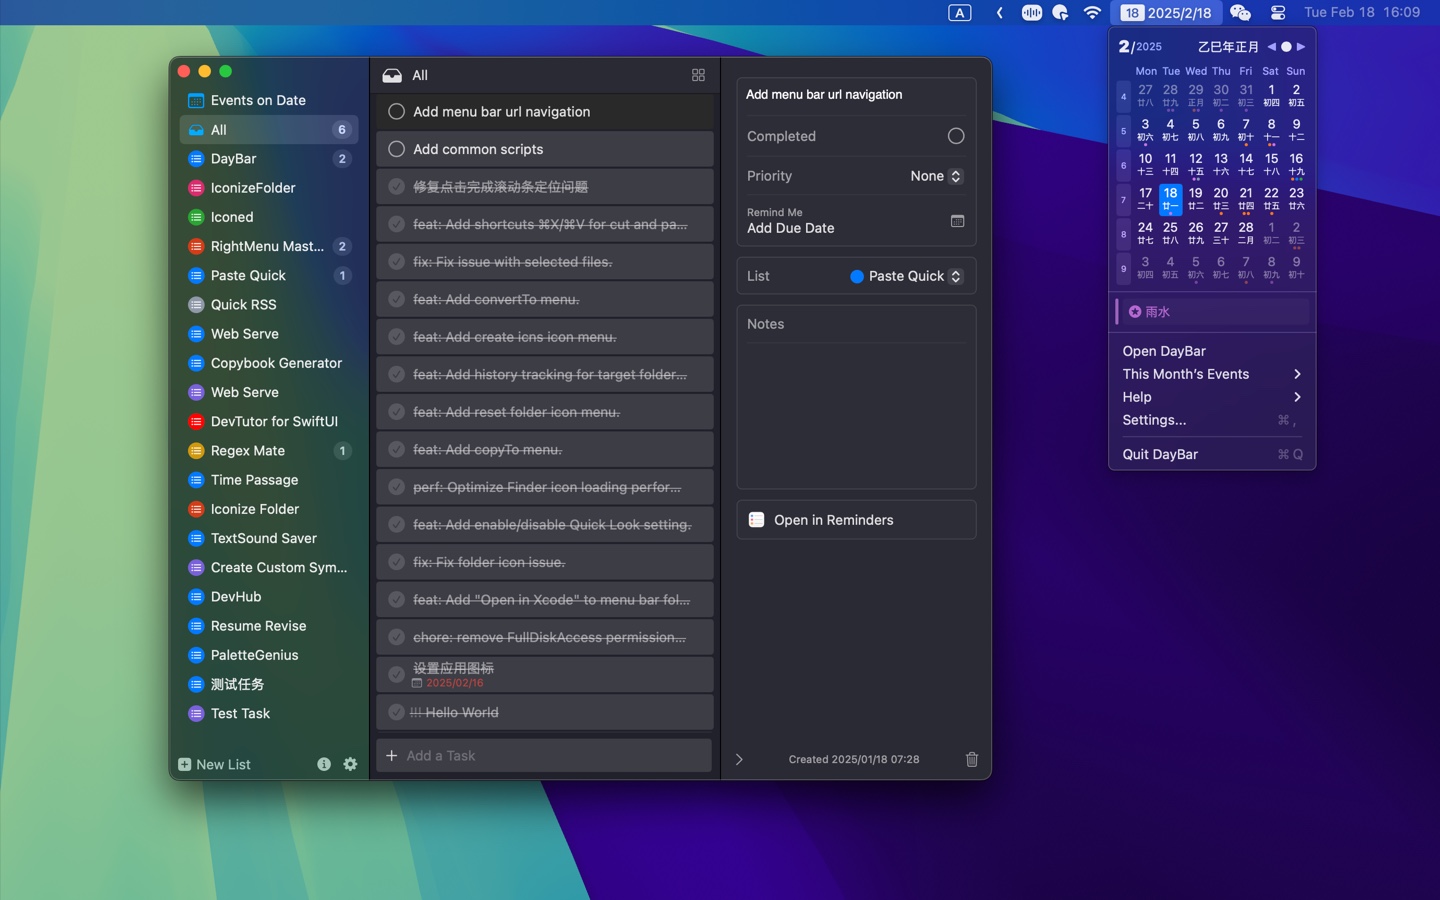 A
18 2025/2/18
Tue Feb 18 16:09
Events on Date
All 6
DayBar 2
IconizeFolder
Iconed
RightMenu Mast... 2
Paste Quick 1
Quick RSS
Web Serve
Copybook Generator
Web Serve
DevTutor for SwiftUI
Regex Mate 1
Time Passage
Iconize Folder
TextSound Saver
Create Custom Sym...
DevHub
Resume Revise
PaletteGenius
测试任务
Test Task
New List
All
Add menu bar url navigation
Add common scripts
修复点击完成滚动条定位问题
feat: Add shortcuts ⌘X/⌘V for cut and pa...
fix: Fix issue with selected files.
feat: Add convertTo menu.
feat: Add create icns icon menu.
feat: Add history tracking for target folder...
feat: Add reset folder icon menu.
feat: Add copyTo menu.
perf: Optimize Finder icon loading perfor...
feat: Add enable/disable Quick Look setting.
fix: Fix folder icon issue.
feat: Add "Open in Xcode" to menu bar fol...
chore: remove FullDiskAccess permission...
设置应用图标
2025/02/16
!!! Hello World
Add a Task
Add menu bar url navigation
Completed
Priority None
Remind Me
Add Due Date
List Paste Quick
Notes
Open in Reminders
Created 2025/01/18 07:28
2/2025 乙巳年正月
Mon Tue Wed Thu Fri Sat Sun
4 27 28 29 30 31 1 2
廿八 廿九 正月 初二 初三 初四 初五
5 3 4 5 6 7 8 9
初六 初七 初八 初九 初十 十一 十二
6 10 11 12 13 14 15 16
十三 十四 十五 十六 十七 十八 十九
7 17 18 19 20 21 22 23
二十 廿一 廿二 廿三 廿四 廿五 廿六
8 24 25 26 27 28 1 2
廿七 廿八 廿九 三十 二月 初二 初三
9 3 4 5 6 7 8 9
初四 初五 初六 初七 初八 初九 初十
雨水
Open DayBar
This Month's Events
Help
Settings... ⌘ ,
Quit DayBar ⌘ Q